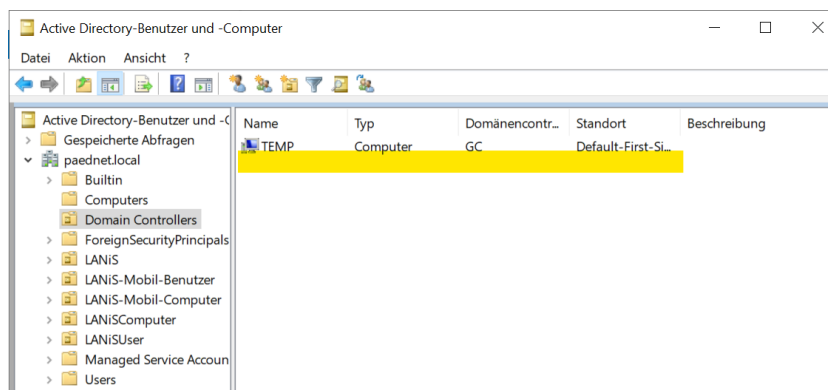 Active Directory-Benutzer und -Computer
Datei Aktion Ansicht ?
Active Directory-Benutzer und -C
Gespeicherte Abfragen
paednet.local
Builtin
Computers
Domain Controllers
ForeignSecurityPrincipals
LANiS
LANiS-Mobil-Benutzer
LANiS-Mobil-Computer
LANiSComputer
LANiSUser
Managed Service Accoun
Users
Name Typ Domänencontr... Standort Beschreibung
TEMP Computer GC Default-First-Si...